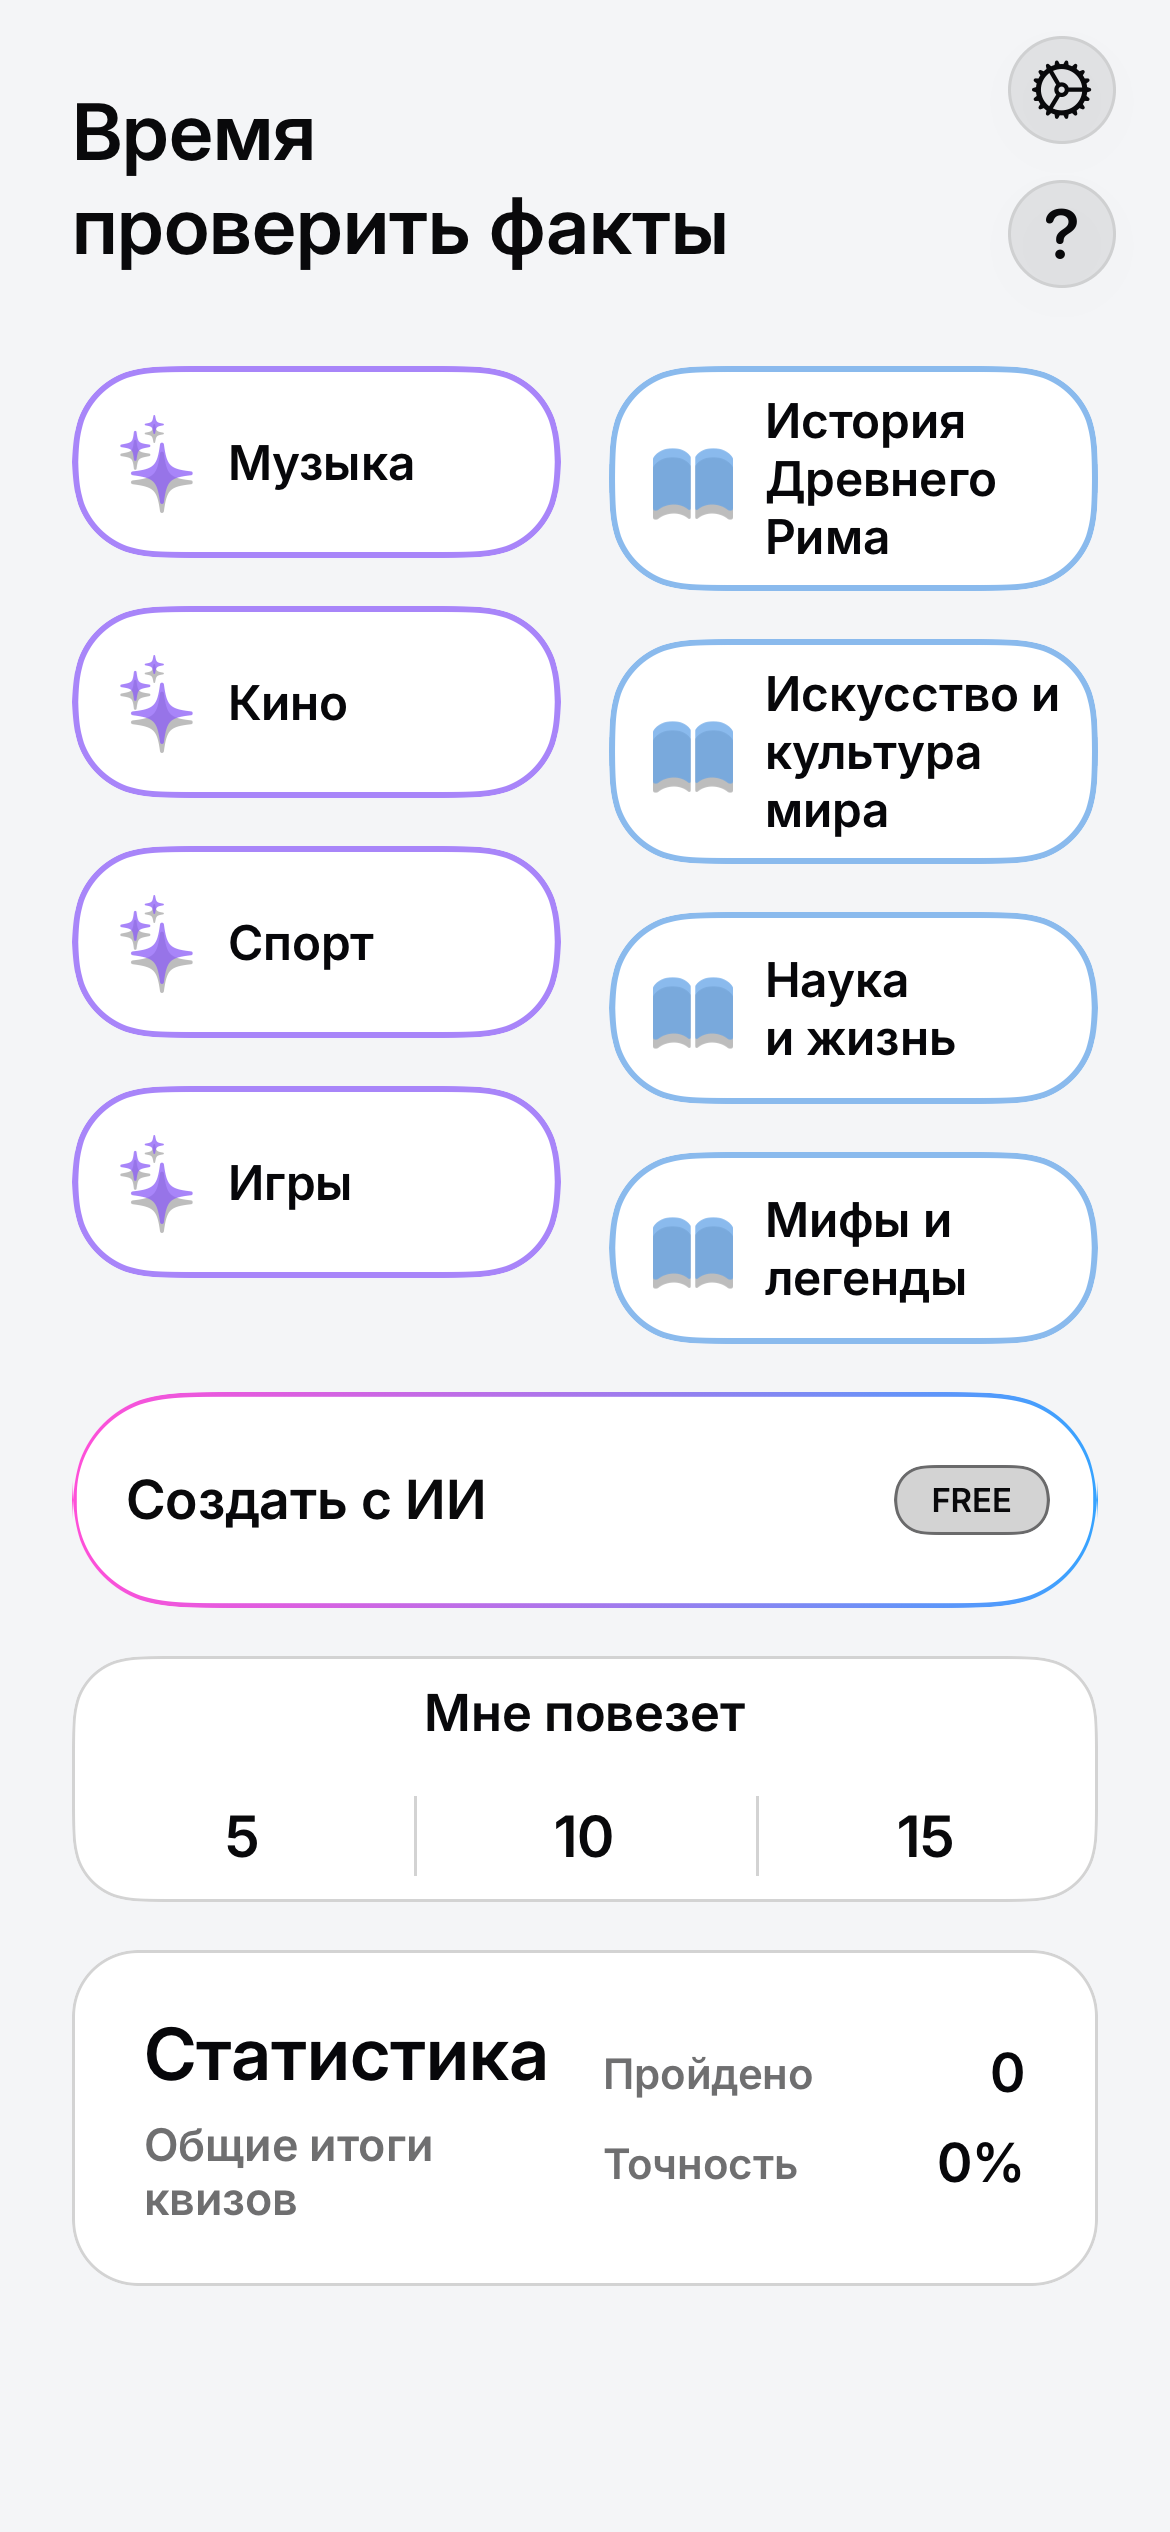 Время
проверить факты
?
Музыка
Кино
Спорт
Игры
История
Древнего
Рима
Искусство и
культура
мира
Наука
и жизнь
Мифы и
легенды
Создать с ИИ
FREE
Мне повезет
5
10
15
Статистика
Общие итоги
квизов
Пройдено 0
Точность 0%